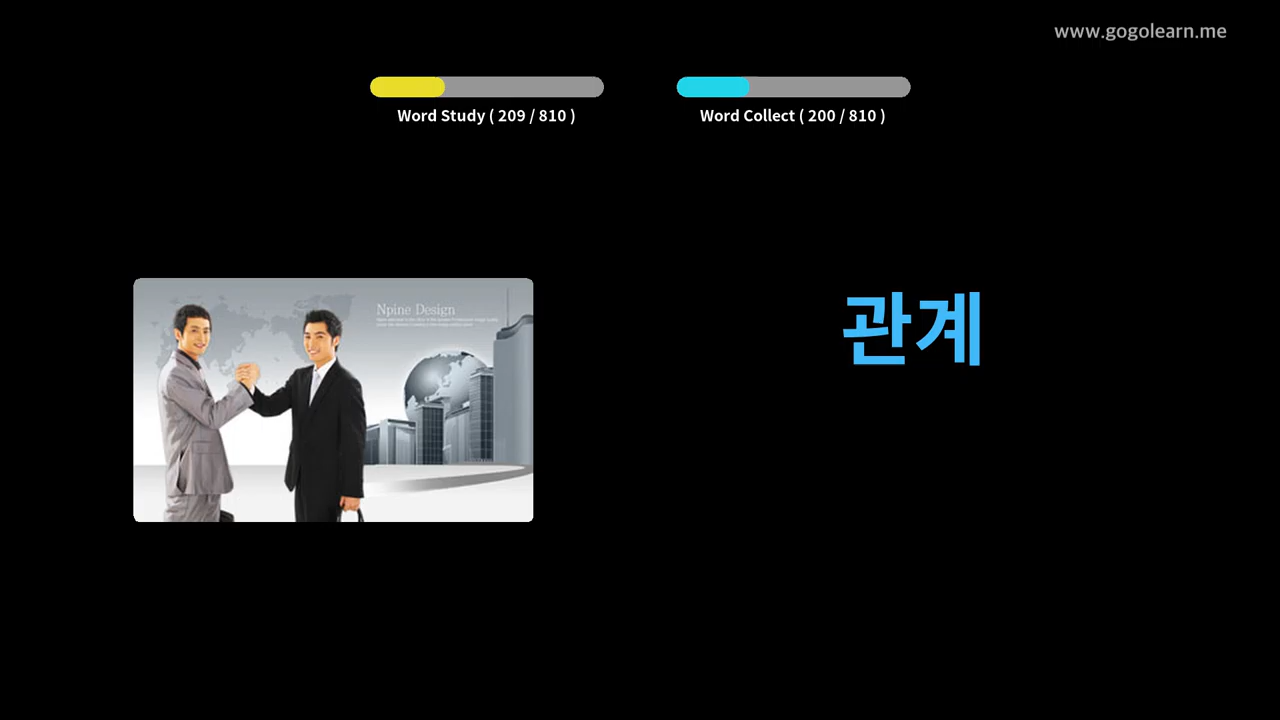 www.gogolearn.me
Word Study ( 209 / 810 )
Word Collect ( 200 / 810 )
Npine Design
관계